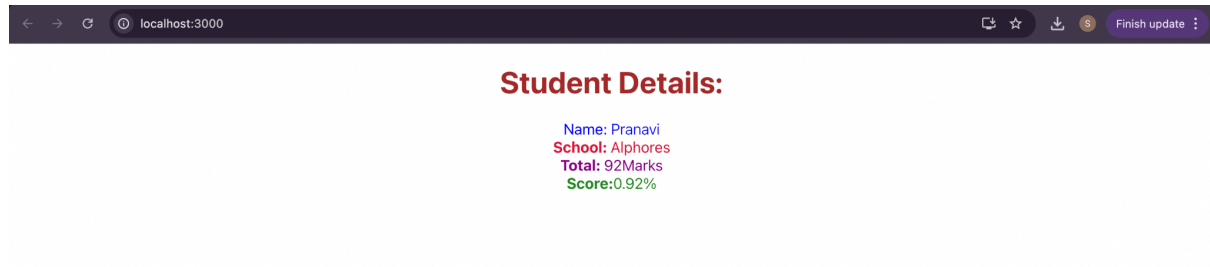 localhost:3000
S
Finish update
Student Details:
Name: Pranavi
School: Alphores
Total: 92Marks
Score:0.92%